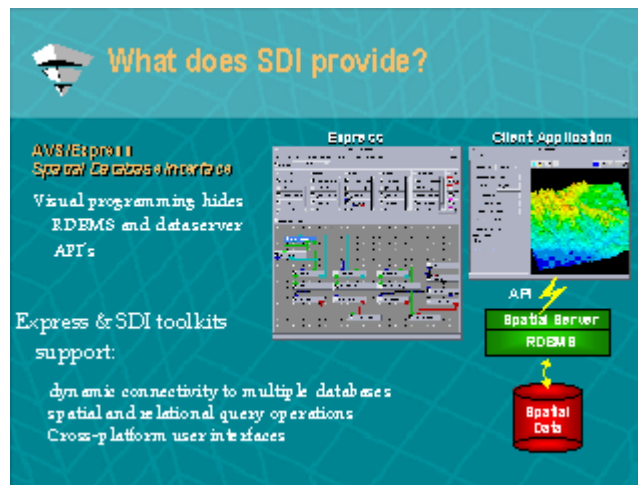 What does SDI provide?
AVS/Express
Spatial Database Interface
Visual programming hides
RDBMS and dataserver
API's
Express & SDI toolkits
support:
dynamic connectivity to multiple databases
spatial and relational query operations
Cross-platform user interfaces
Express
Client Application
API
Spatial Server
RDBMS
Spatial
Data